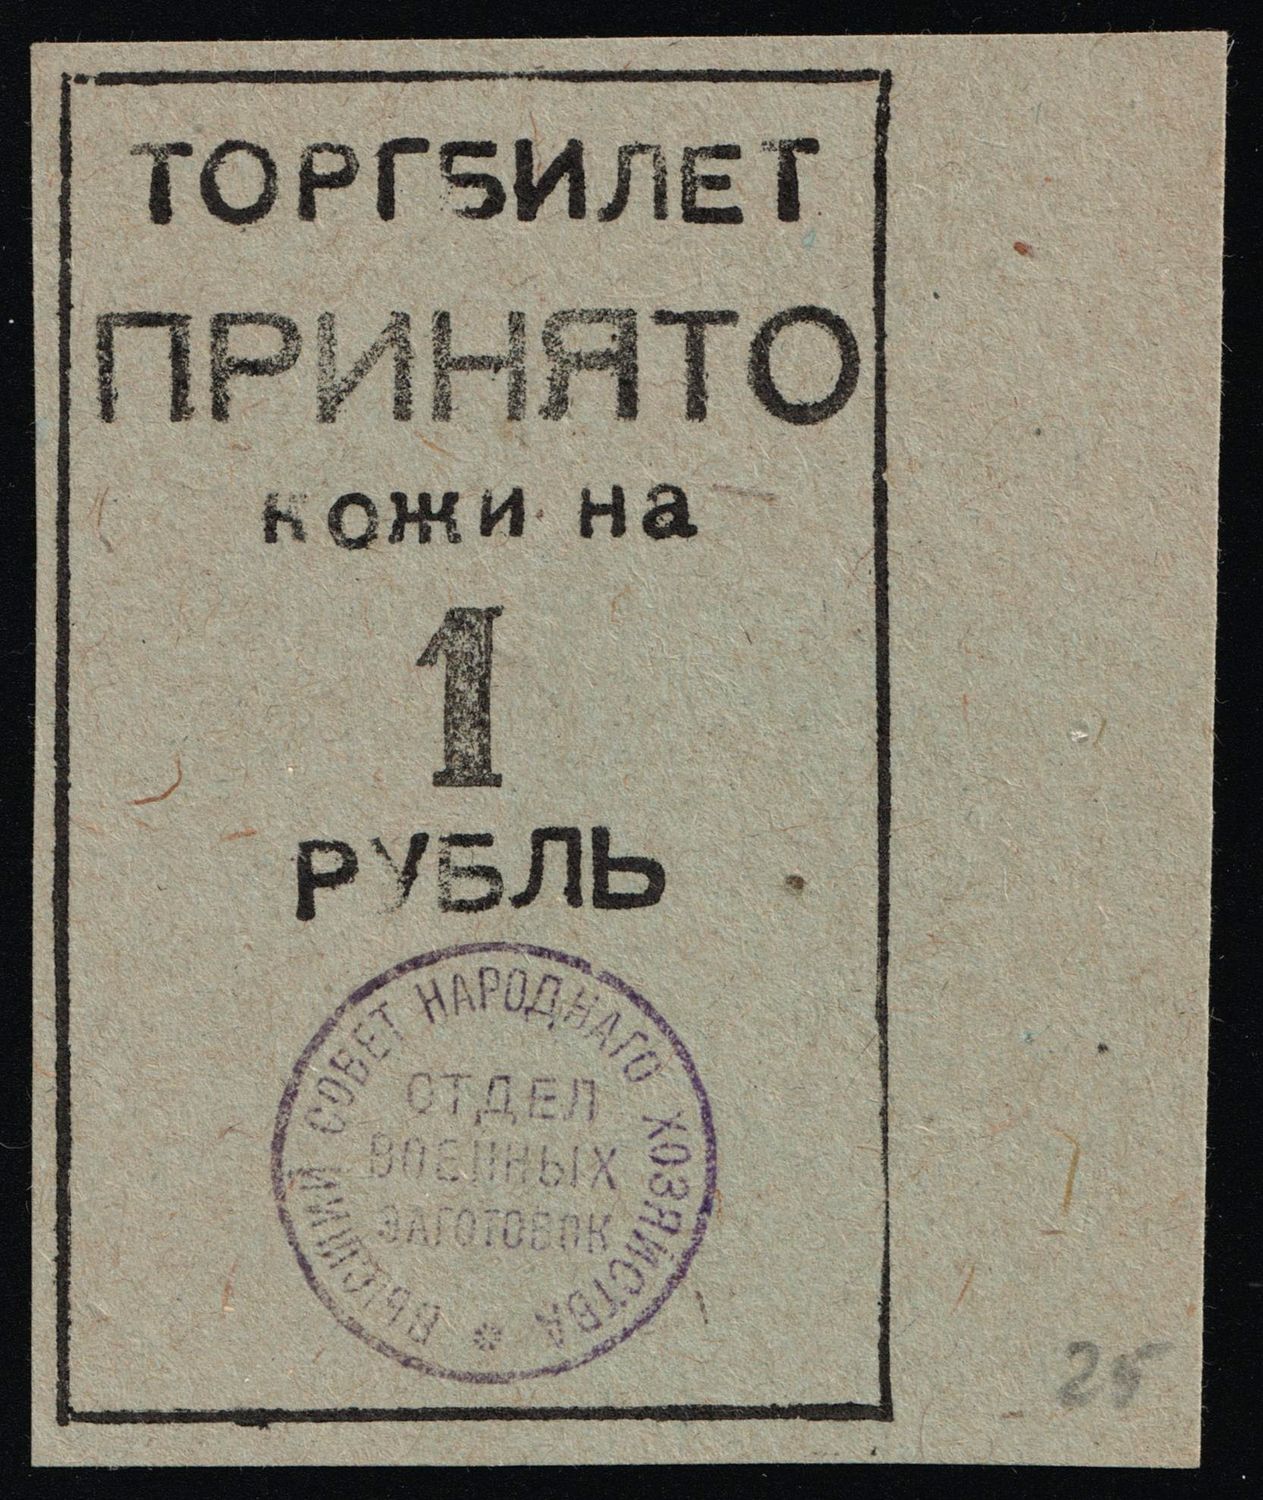 ТОРГБИЛЕТ
ПРИНЯТО
кожи на
1
РУБЛЬ
ВЫСШИЙ СОВЕТ НАРОДНАГО ХОЗЯЙСТВА *
ОТДЕЛ
ВОЕННЫХ
ЗАГОТОВОК
25